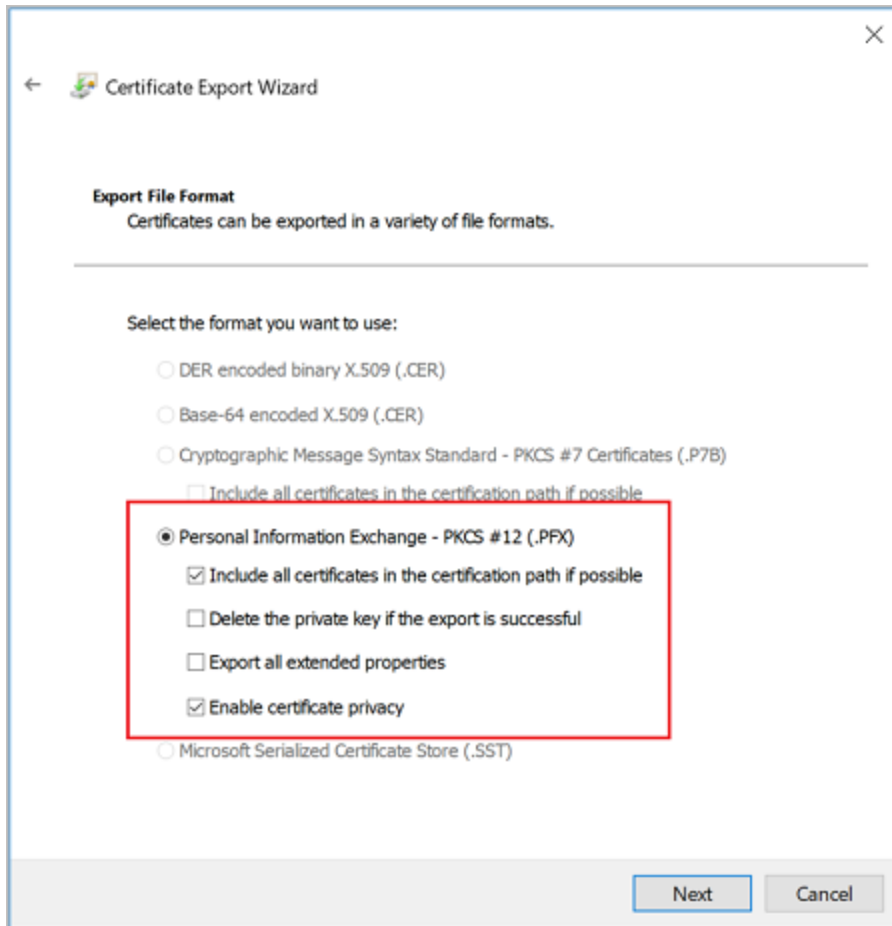 Certificate Export Wizard
Export File Format
Certificates can be exported in a variety of file formats.
Select the format you want to use:
DER encoded binary X.509 (.CER)
Base-64 encoded X.509 (.CER)
Cryptographic Message Syntax Standard - PKCS #7 Certificates (.P7B)
Include all certificates in the certification path if possible
Personal Information Exchange - PKCS #12 (.PFX)
Include all certificates in the certification path if possible
Delete the private key if the export is successful
Export all extended properties
Enable certificate privacy
Microsoft Serialized Certificate Store (.SST)
Next Cancel